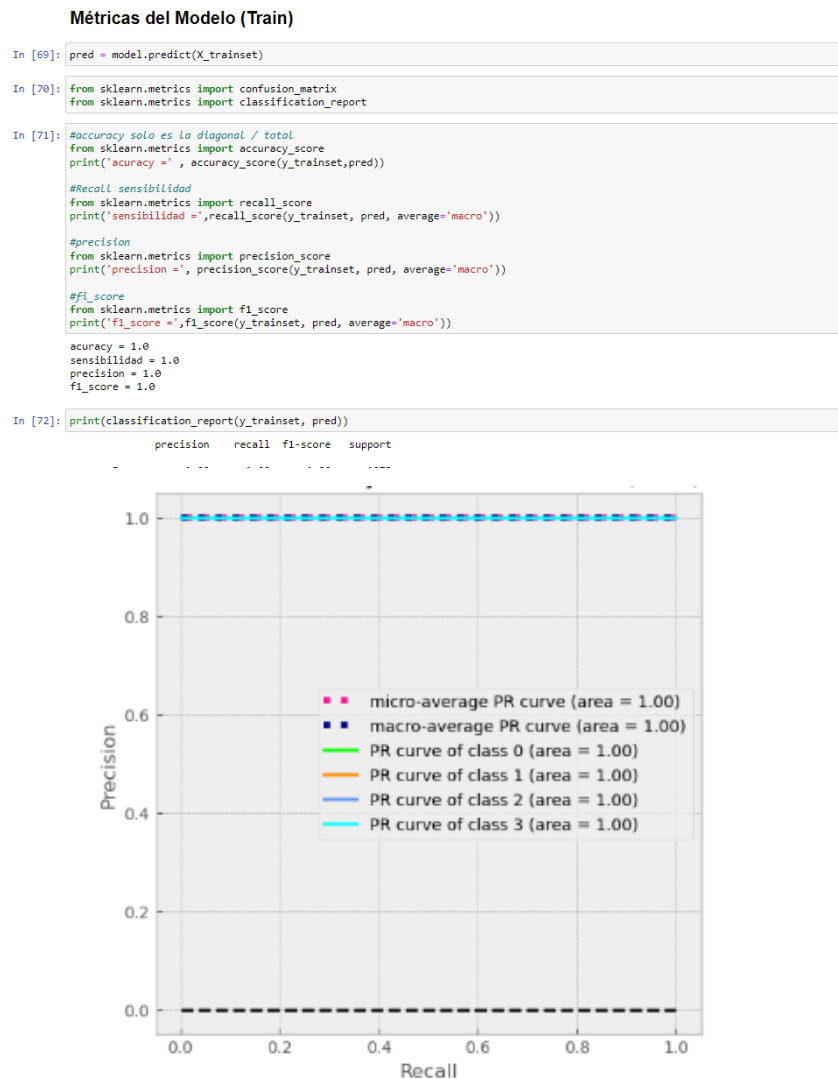 Métricas del Modelo (Train)
In [69]: pred = model.predict(X_trainset)
In [70]: from sklearn.metrics import confusion_matrix
from sklearn.metrics import classification_report
In [71]: #accuracy solo es la diagonal / total
from sklearn.metrics import accuracy_score
print('acuracy =' , accuracy_score(y_trainset,pred))
#Recall sensibilidad
from sklearn.metrics import recall_score
print('sensibilidad =',recall_score(y_trainset, pred, average='macro'))
#precision
from sklearn.metrics import precision_score
print('precision =', precision_score(y_trainset, pred, average='macro'))
#fi_score
from sklearn.metrics import f1_score
print('f1_score =',f1_score(y_trainset, pred, average='macro'))
acuracy = 1.0
sensibilidad = 1.0
precision = 1.0
f1_score = 1.0
In [72]: print(classification_report(y_trainset, pred))
precision recall f1-score support
1.0
0.8
0.6
0.4
0.2
0.0
Precision
micro-average PR curve (area = 1.00)
macro-average PR curve (area = 1.00)
PR curve of class 0 (area = 1.00)
PR curve of class 1 (area = 1.00)
PR curve of class 2 (area = 1.00)
PR curve of class 3 (area = 1.00)
0.0 0.2 0.4 0.6 0.8 1.0
Recall